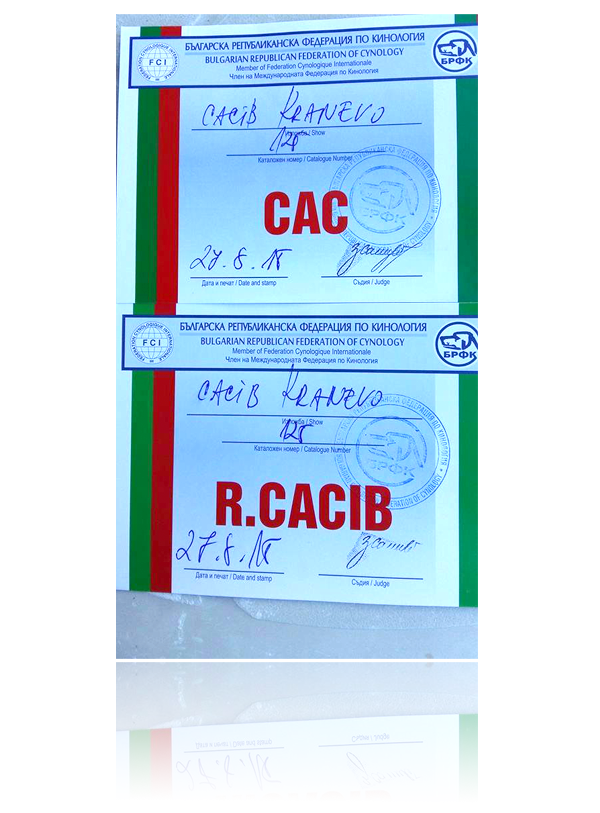 БЪЛГАРСКА РЕПУБЛИКАНСКА ФЕДЕРАЦИЯ ПО КИНОЛОГИЯ
BULGARIAN REPUBLICAN FEDERATION OF CYNOLOGY
Member of Federation Cynologique Internationale
Член на Международната Федерация по Кинология
FCI
БРФК
CACIB KRANEVO
Изложба / Show
Каталожен номер / Catalogue Number
CAC
БРФК
27.8.
Дата и печат / Date and stamp
Съдия / Judge
БЪЛГАРСКА РЕПУБЛИКАНСКА ФЕДЕРАЦИЯ ПО КИНОЛОГИЯ
BULGARIAN REPUBLICAN FEDERATION OF CYNOLOGY
Member of Federation Cynologique Internationale
Член на Международната Федерация по Кинология
FCI
БРФК
CACIB KRANEVO
Изложба / Show
Каталожен номер / Catalogue Number
R.CACIB
БРФК
27.8.
Дата и печат / Date and stamp
Съдия / Judge